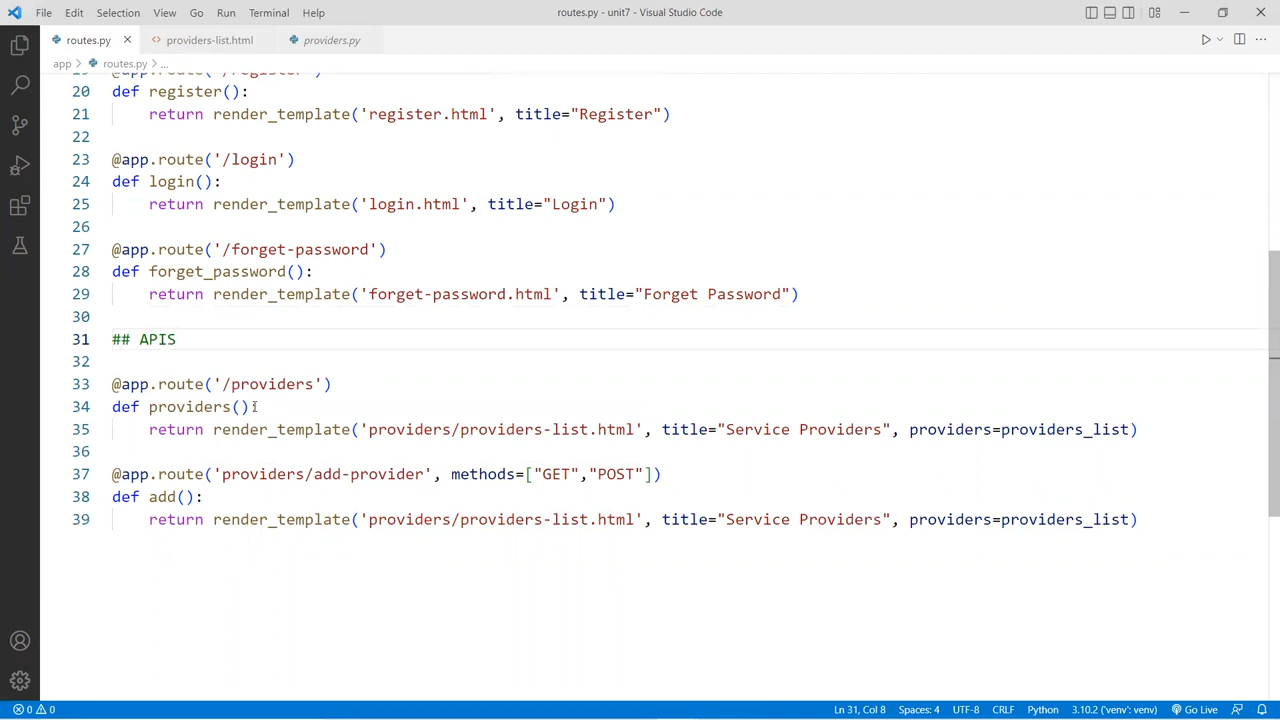 File Edit Selection View Go Run Terminal Help routes.py - unit7 - Visual Studio Code
routes.py providers-list.html providers.py
app > routes.py > ...
19 @app.route('/register')
20 def register():
21 return render_template('register.html', title="Register")
22
23 @app.route('/login')
24 def login():
25 return render_template('login.html', title="Login")
26
27 @app.route('/forget-password')
28 def forget_password():
29 return render_template('forget-password.html', title="Forget Password")
30
31 ## APIS
32
33 @app.route('/providers')
34 def providers():
35 return render_template('providers/providers-list.html', title="Service Providers", providers=providers_list)
36
37 @app.route('providers/add-provider', methods=["GET","POST"])
38 def add():
39 return render_template('providers/providers-list.html', title="Service Providers", providers=providers_list)
0 0 Ln 31, Col 8 Spaces: 4 UTF-8 CRLF Python 3.10.2 ('venv': venv) Go Live